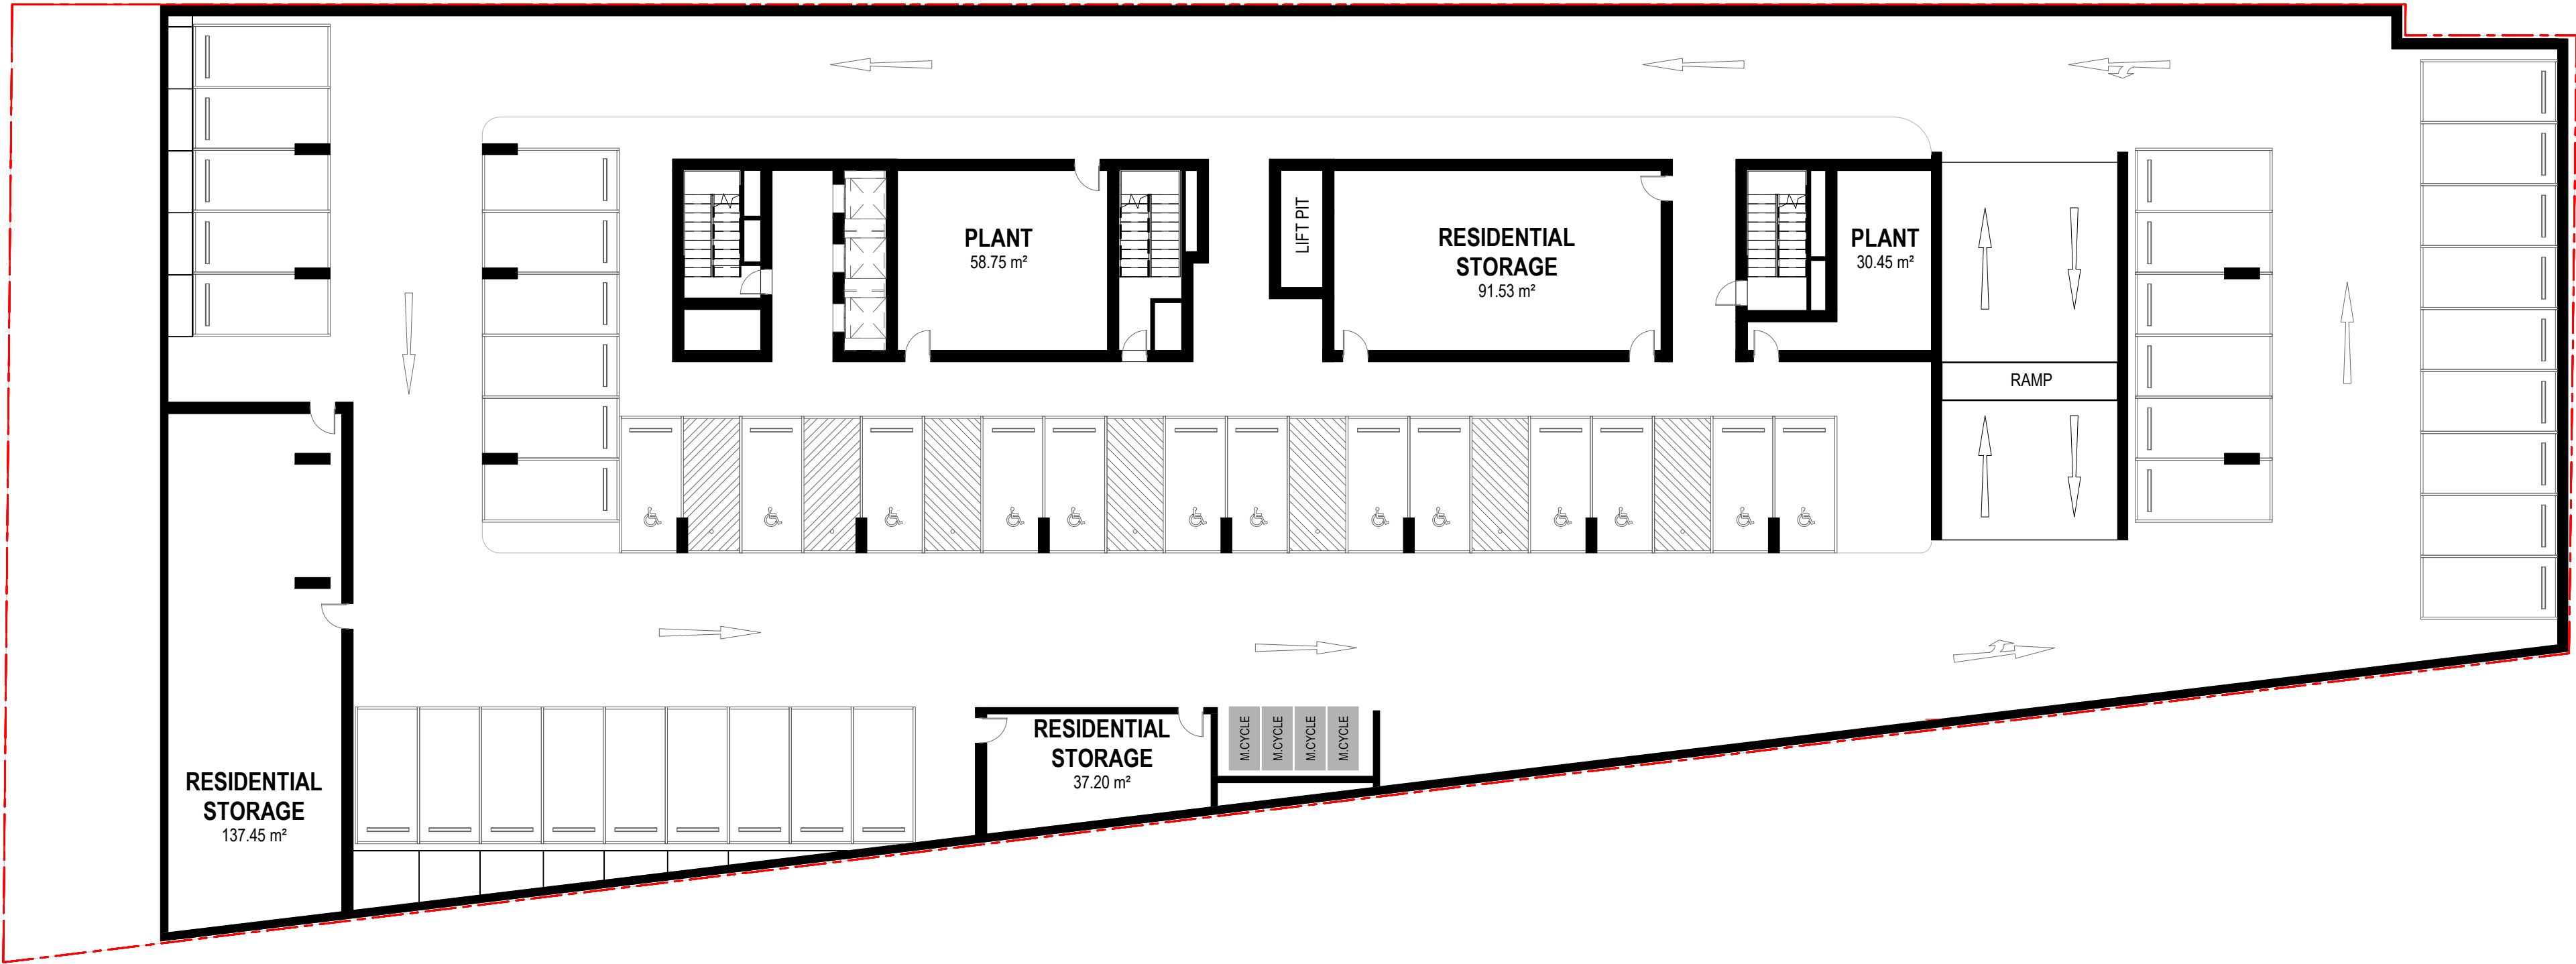 PLANT
58.75 m²
LIFT PIT
RESIDENTIAL
STORAGE
91.53 m²
PLANT
30.45 m²
RAMP
RESIDENTIAL
STORAGE
137.45 m²
RESIDENTIAL
STORAGE
37.20 m²
M.CYCLE
M.CYCLE
M.CYCLE
M.CYCLE